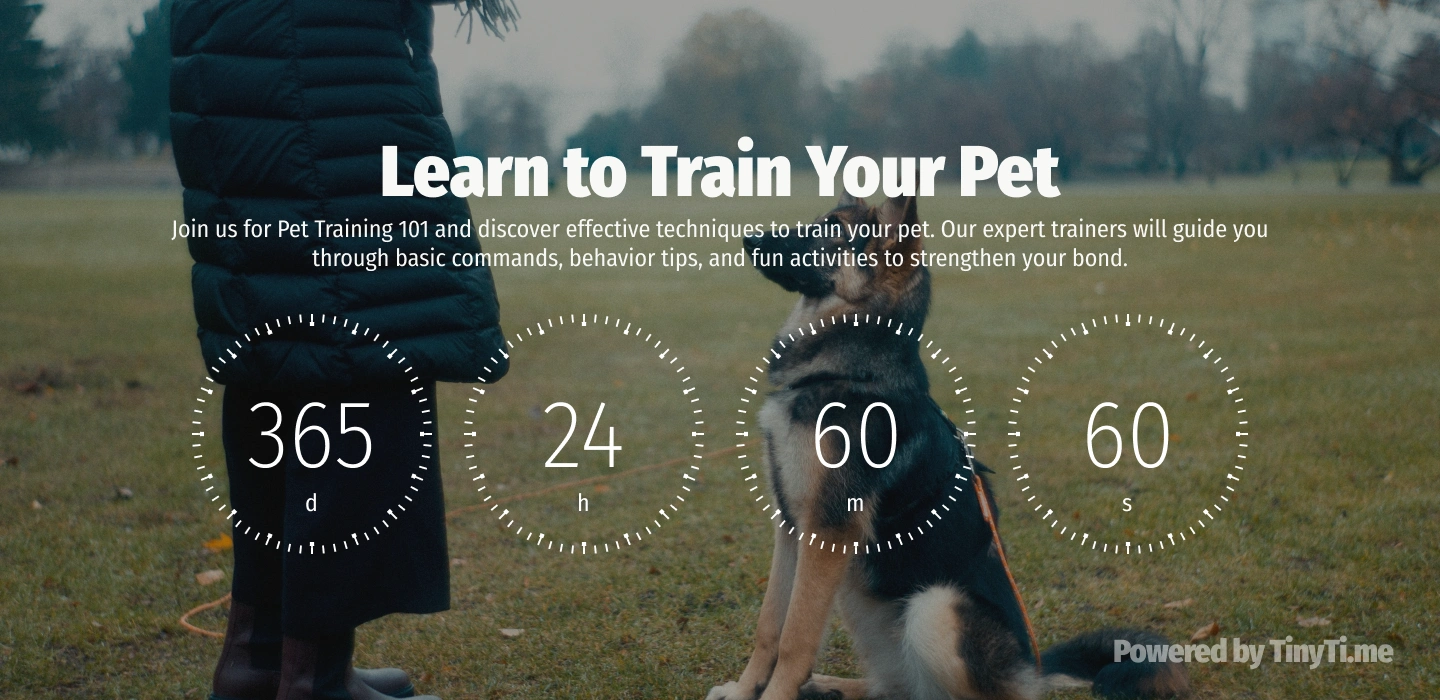 Learn to Train Your Pet
Join us for Pet Training 101 and discover effective techniques to train your pet. Our expert trainers will guide you
through basic commands, behavior tips, and fun activities to strengthen your bond.
365 24 60 60
d h m s
Powered by TinyTi.me